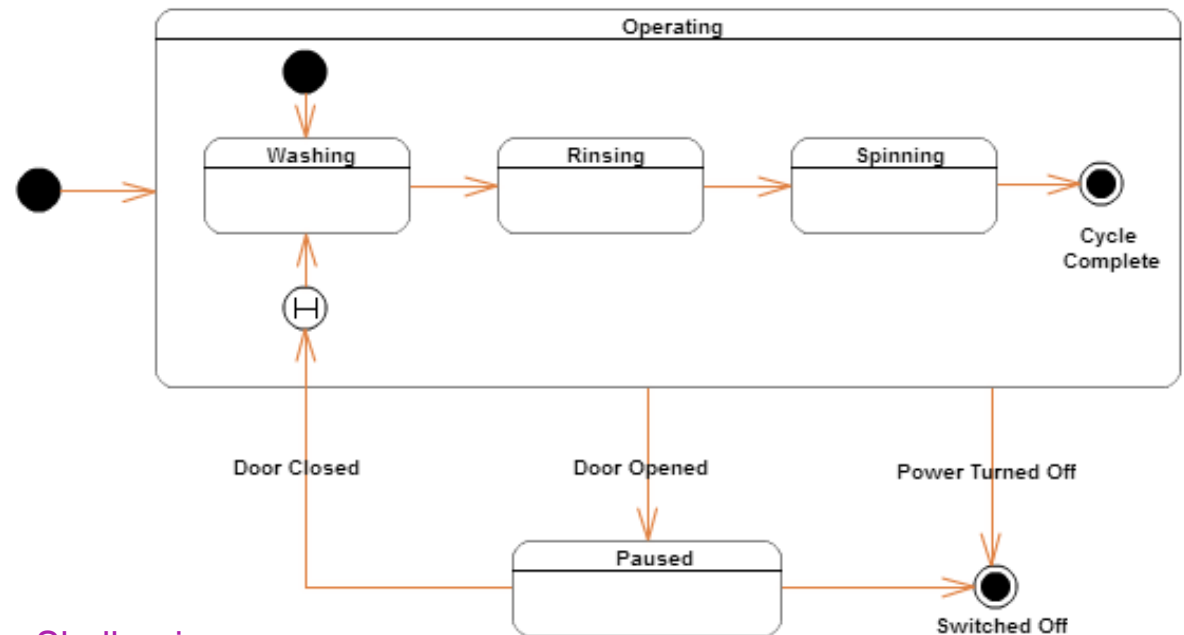 Operating
Washing
Rinsing
Spinning
Cycle
Complete
H
Door Closed
Door Opened
Power Turned Off
Paused
Switched Off